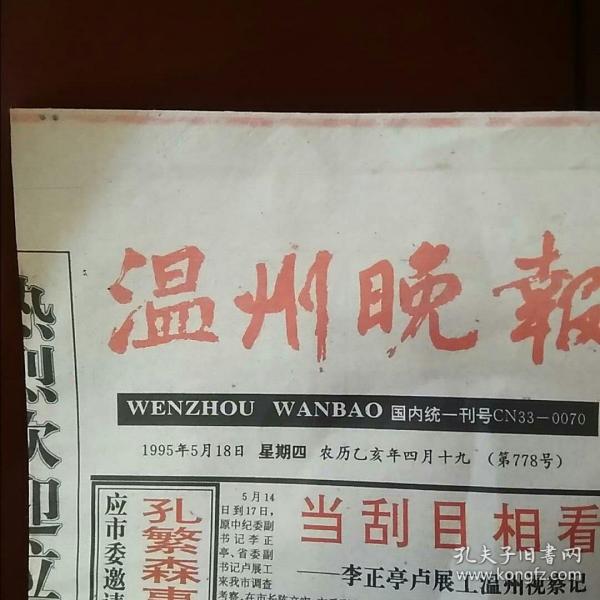 温州晚報
WENZHOU WANBAO 国内统一刊号CN33-0070
1995年5月18日 星期四 农历乙亥年四月十九 (第778号)
热烈欢迎应
应市委邀请
孔繁森事
5月14
日到17日,
原中纪委副
书记李正
亭、省委副
书记卢展工
来我市调查
当刮目相看
——李正亭卢展工温州视察记
孔夫子旧书网
www.kongfz.com